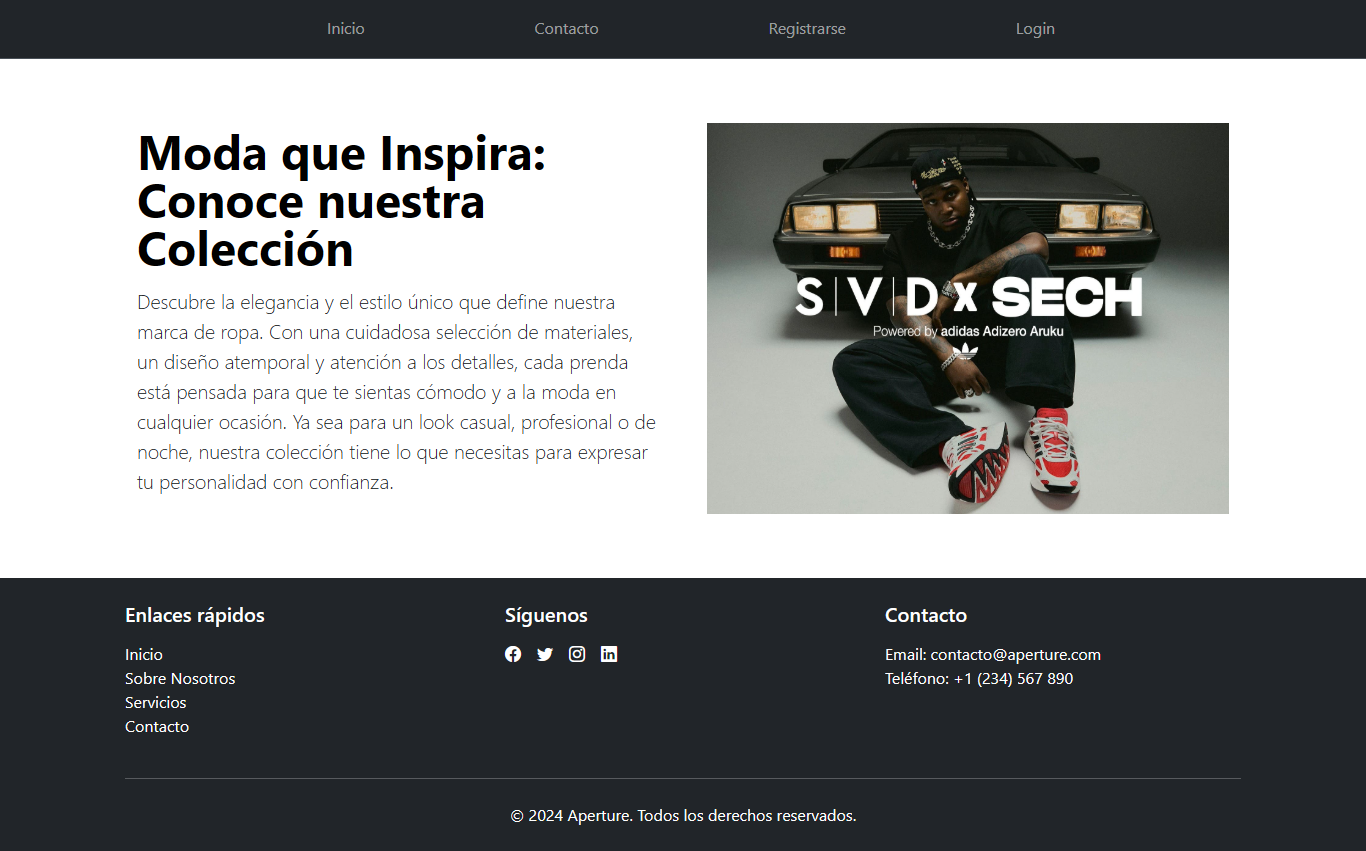 Inicio Contacto Registrarse Login
Moda que Inspira:
Conoce nuestra
Colección
Descubre la elegancia y el estilo único que define nuestra
marca de ropa. Con una cuidadosa selección de materiales,
un diseño atemporal y atención a los detalles, cada prenda
está pensada para que te sientas cómodo y a la moda en
cualquier ocasión. Ya sea para un look casual, profesional o de
noche, nuestra colección tiene lo que necesitas para expresar
tu personalidad con confianza.
S|V|D x SECH
Powered by adidas Adizero Aruku
Enlaces rápidos
Inicio
Sobre Nosotros
Servicios
Contacto
Síguenos
Contacto
Email: contacto@aperture.com
Teléfono: +1 (234) 567 890
© 2024 Aperture. Todos los derechos reservados.